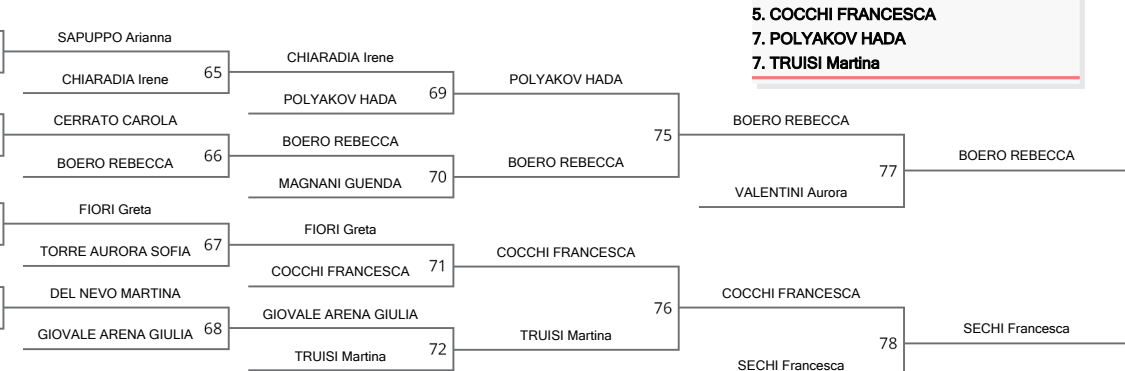 5. COCCHI FRANCESCA
7. POLYAKOV HADA
7. TRUISI Martina
SAPUPPO Arianna
CHIARADIA Irene
65
CHIARADIA Irene
POLYAKOV HADA
69
POLYAKOV HADA
CERRATO CAROLA
BOERO REBECCA
66
BOERO REBECCA
MAGNANI GUENDA
70
BOERO REBECCA
75
BOERO REBECCA
VALENTINI Aurora
77
BOERO REBECCA
FIORI Greta
TORRE AURORA SOFIA
67
FIORI Greta
COCCHI FRANCESCA
71
COCCHI FRANCESCA
DEL NEVO MARTINA
GIOVALE ARENA GIULIA
68
GIOVALE ARENA GIULIA
TRUISI Martina
72
TRUISI Martina
76
COCCHI FRANCESCA
SECHI Francesca
78
SECHI Francesca